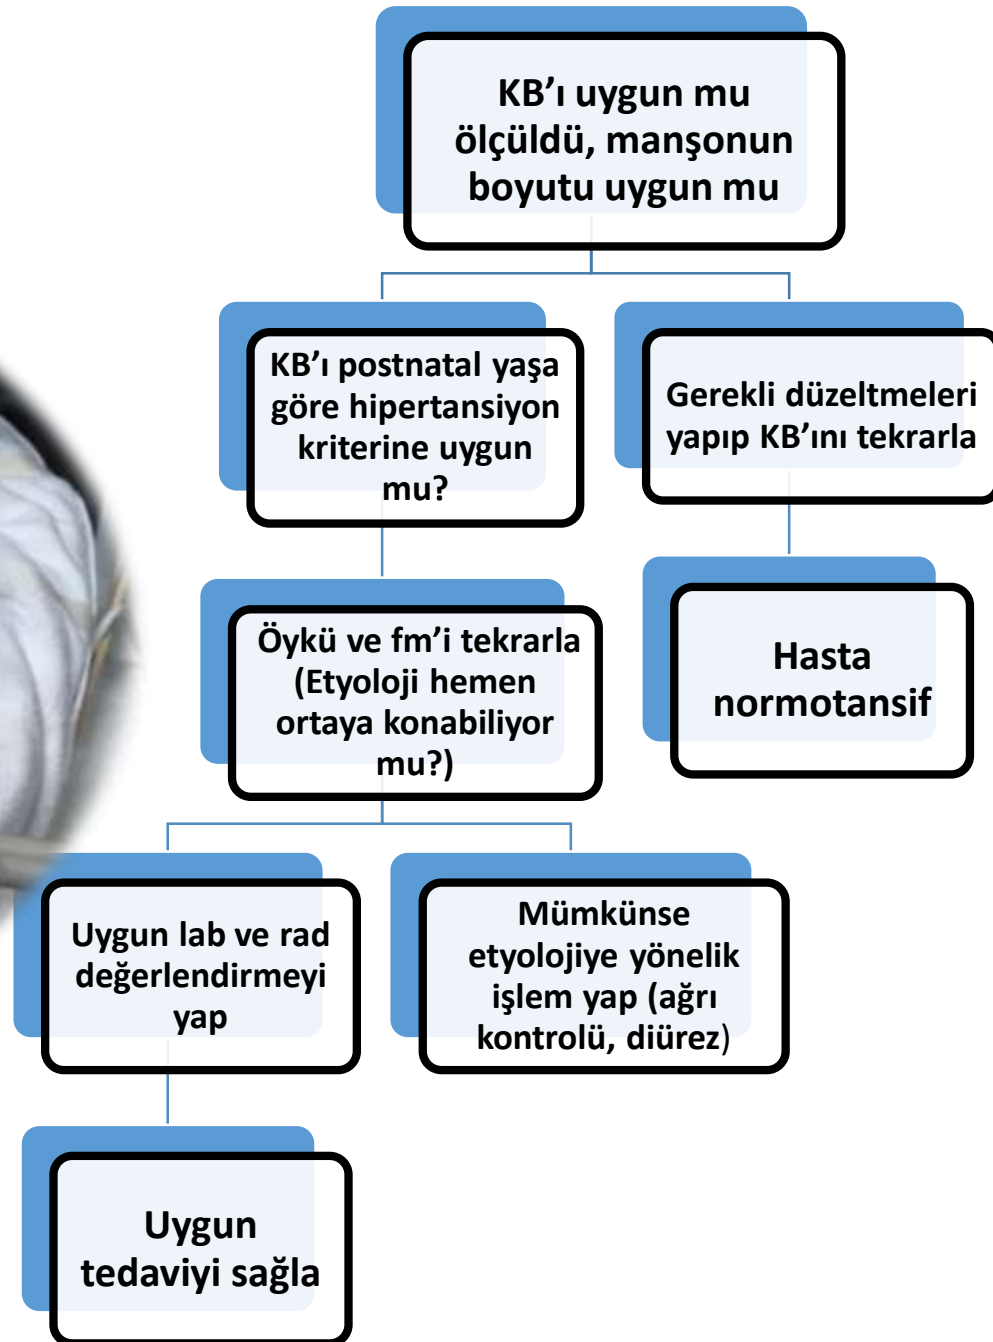 KB’ı uygun mu
ölçüldü, manşonun
boyutu uygun mu
KB’ı postnatal yaşa
göre hipertansiyon
kriterine uygun
mu?
Gerekli düzeltmeleri
yapıp KB’ını tekrarla
Öykü ve fm’i tekrarla
(Etyoloji hemen
ortaya konabiliyor
mu?)
Hasta
normotansif
Uygun lab ve rad
değerlendirmeyi
yap
Mümkünse
etyolojiye yönelik
işlem yap (ağrı
kontrolü, diürez)
Uygun
tedaviyi sağla